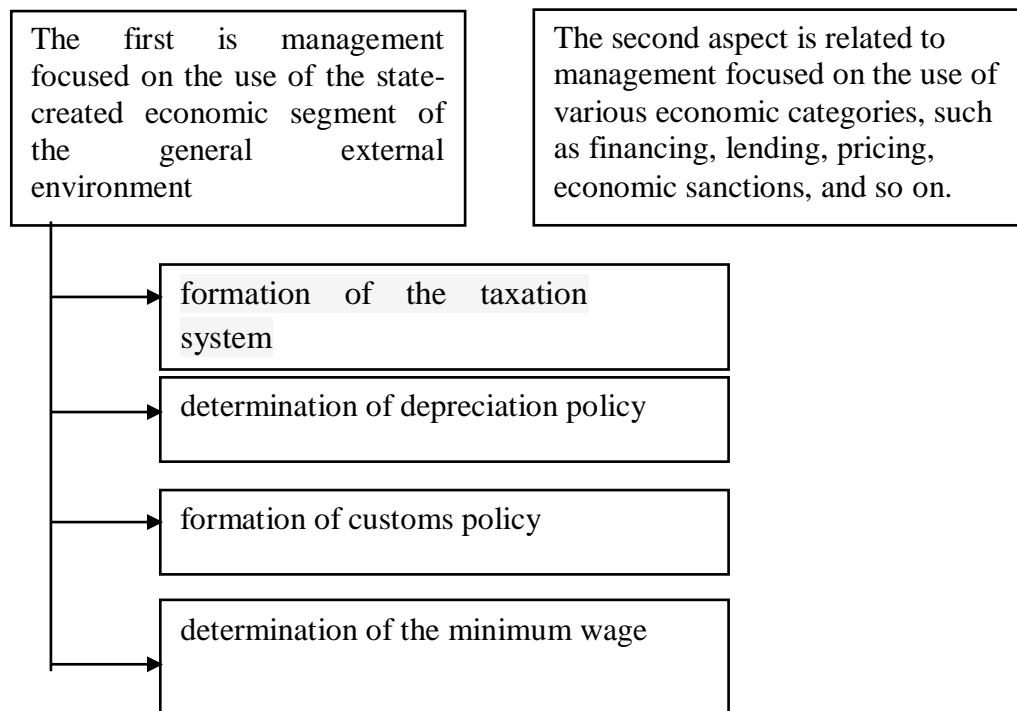 The first is management
focused on the use of the state-
created economic segment of
the general external
environment
The second aspect is related to
management focused on the use of
various economic categories, such
as financing, lending, pricing,
economic sanctions, and so on.
formation of the taxation
system
determination of depreciation policy
formation of customs policy
determination of the minimum wage